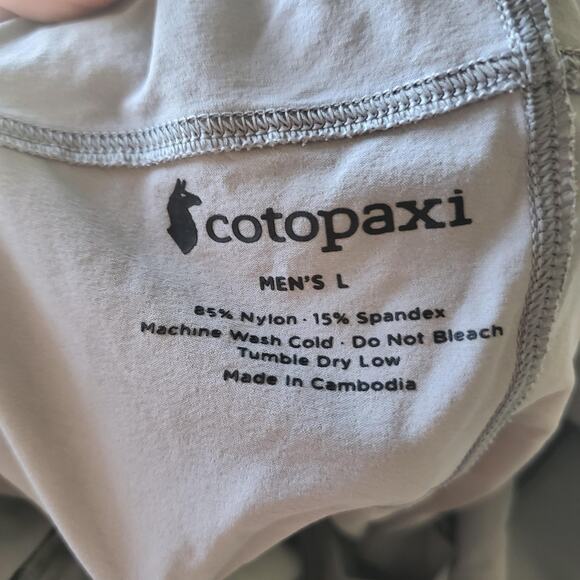 cotopaxi
MEN'S L
85% Nylon · 15% Spandex
Machine Wash Cold · Do Not Bleach
Tumble Dry Low
Made In Cambodia